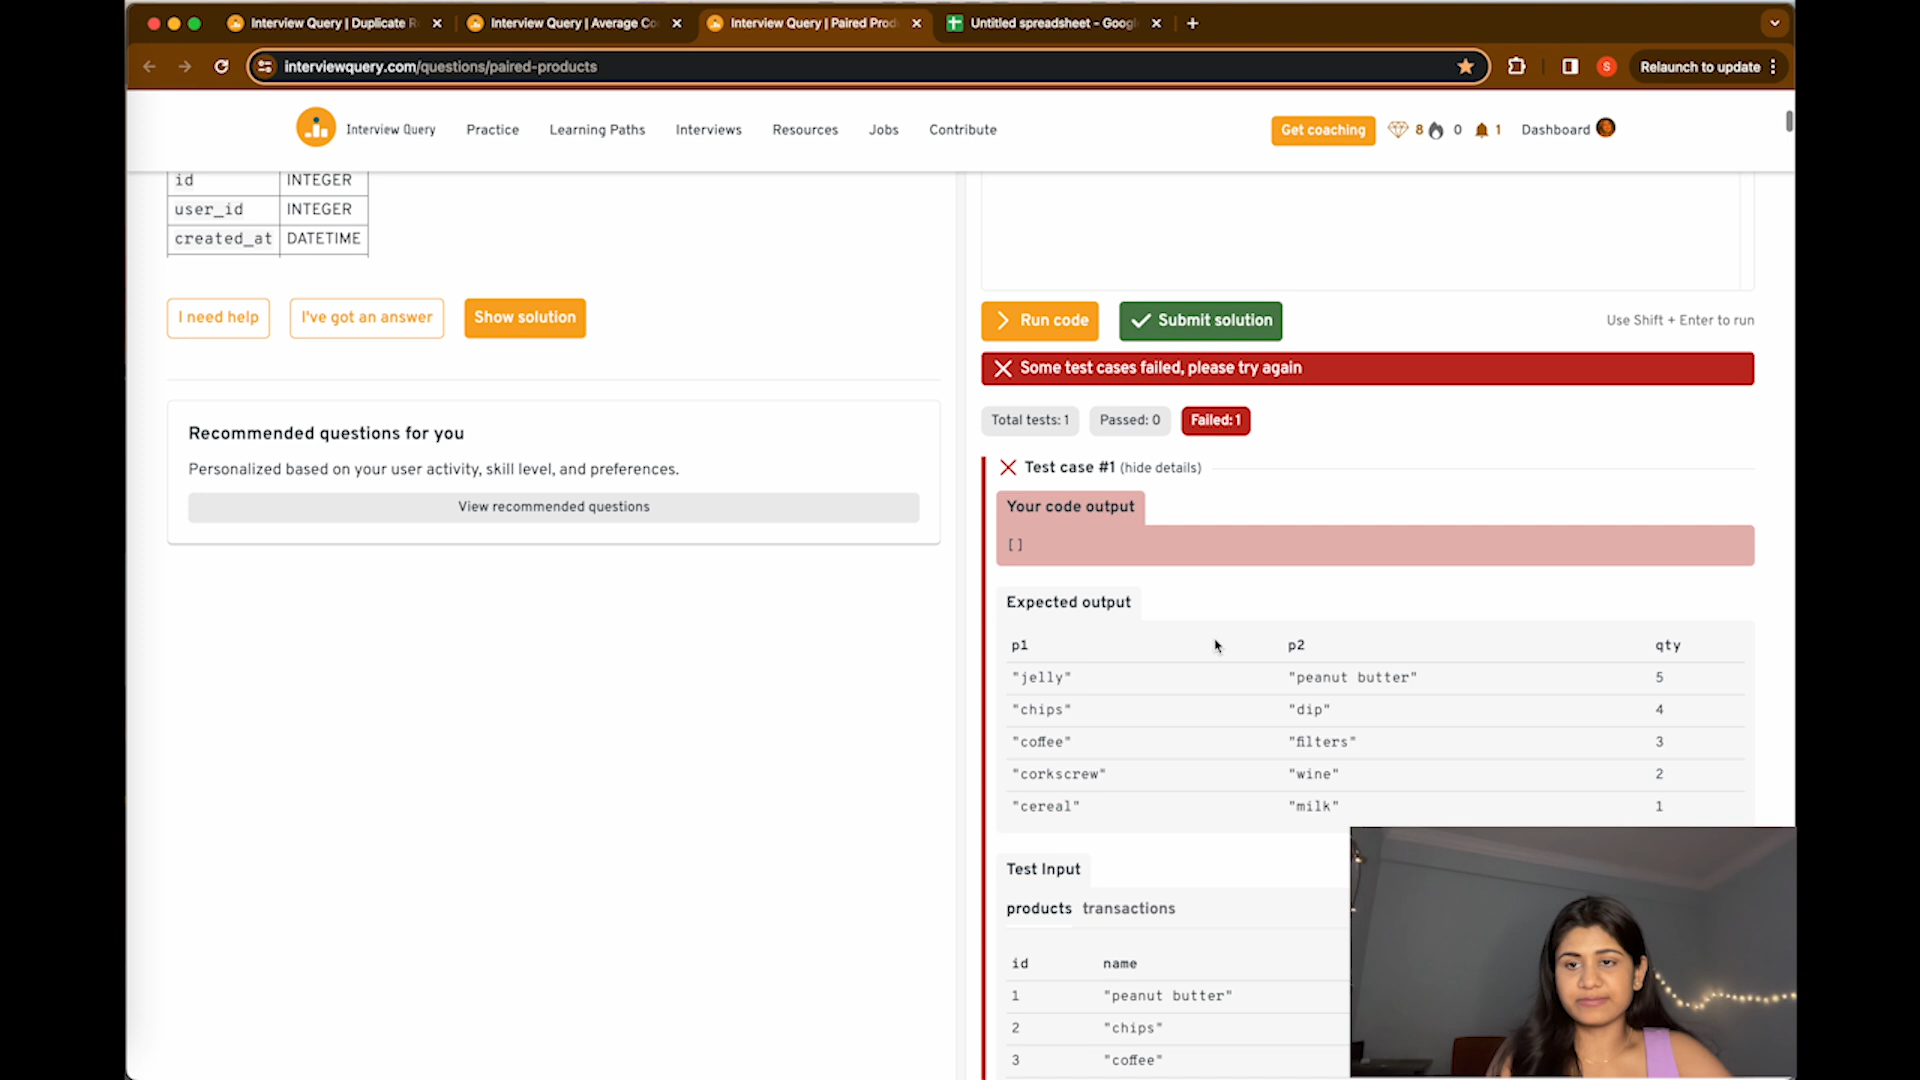 Interview Query | Duplicate R
Interview Query | Average Co
Interview Query | Paired Prod
Untitled spreadsheet - Googl
interviewquery.com/questions/paired-products
S
Relaunch to update
Interview Query
Practice
Learning Paths
Interviews
Resources
Jobs
Contribute
Get coaching
8
0
1
Dashboard
id INTEGER
user_id INTEGER
created_at DATETIME
I need help
I've got an answer
Show solution
Recommended questions for you
Personalized based on your user activity, skill level, and preferences.
View recommended questions
Run code
Submit solution
Use Shift + Enter to run
Some test cases failed, please try again
Total tests: 1
Passed: 0
Failed: 1
Test case #1 (hide details)
Your code output
[]
Expected output
p1 p2 qty
"jelly" "peanut butter" 5
"chips" "dip" 4
"coffee" "filters" 3
"corkscrew" "wine" 2
"cereal" "milk" 1
Test Input
products transactions
id name
1 "peanut butter"
2 "chips"
3 "coffee"